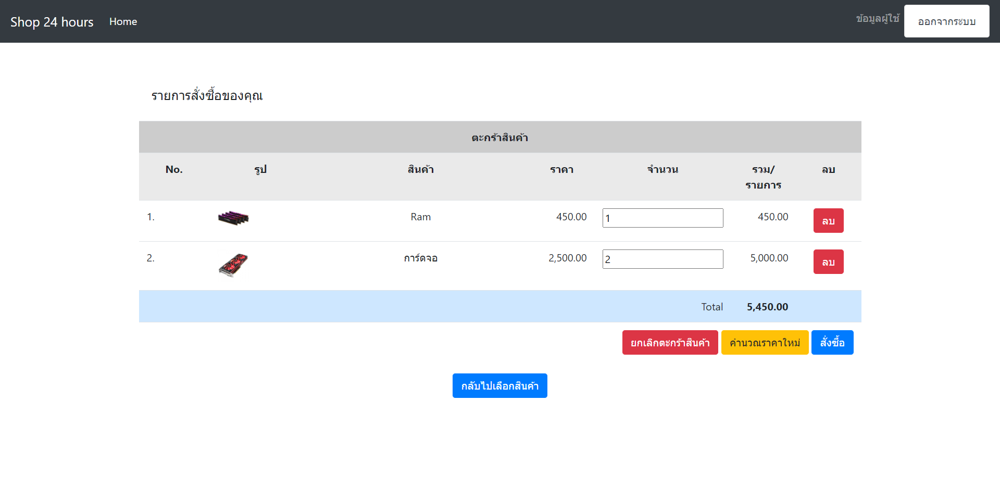 Shop 24 hours Home ข้อมูลผู้ใช้ ออกจากระบบ
รายการสั่งซื้อของคุณ
ตะกร้าสินค้า
No. รูป สินค้า ราคา จำนวน รวม/ ลบ
รายการ
1. Ram 450.00 1 450.00 ลบ
2. การ์ดจอ 2,500.00 2 5,000.00 ลบ
Total 5,450.00
ยกเลิกตะกร้าสินค้า คำนวณราคาใหม่ สั่งซื้อ
กลับไปเลือกสินค้า